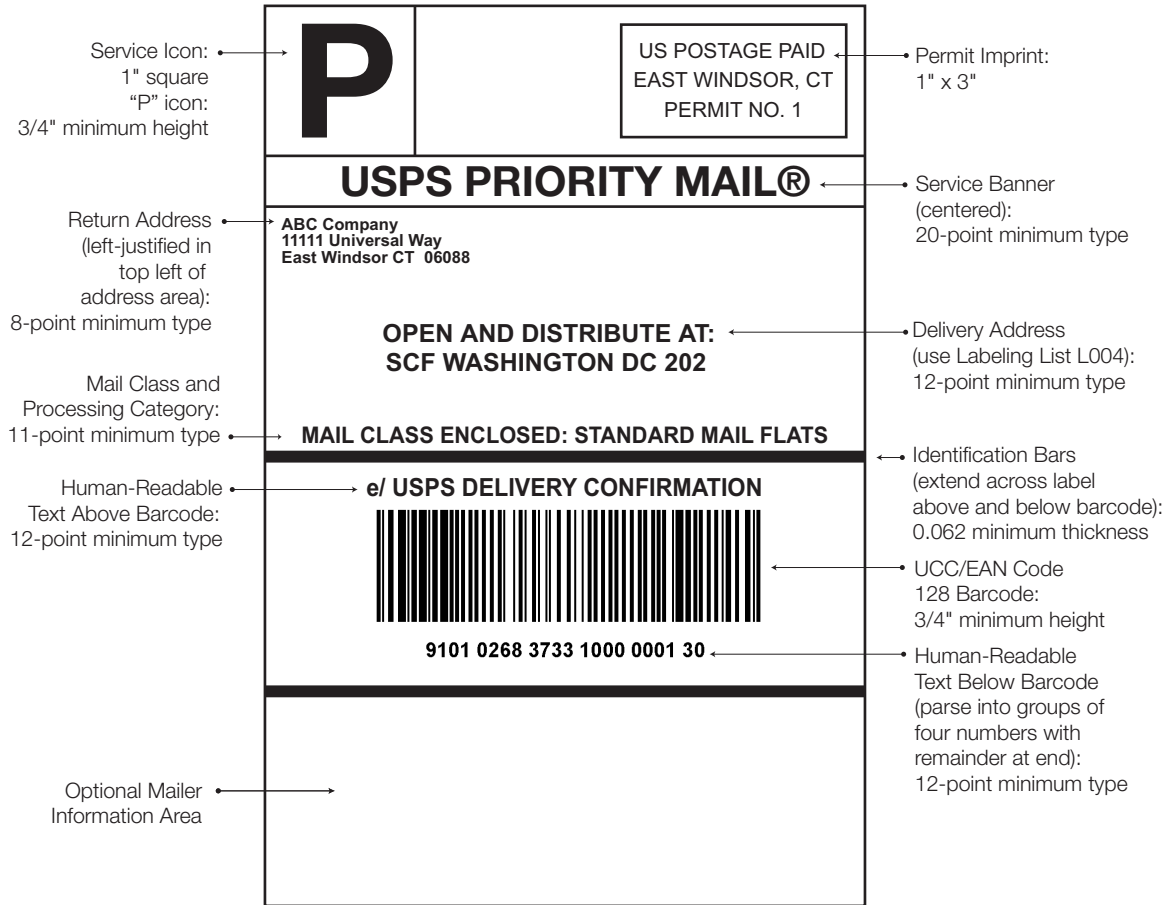 Service Icon:
1" square
“P” icon:
3/4" minimum height
P
US POSTAGE PAID
EAST WINDSOR, CT
PERMIT NO. 1
Permit Imprint:
1" x 3"
USPS PRIORITY MAIL®
Service Banner
(centered):
20-point minimum type
Return Address
(left-justified in
top left of
address area):
8-point minimum type
ABC Company
11111 Universal Way
East Windsor CT  06088
OPEN AND DISTRIBUTE AT:
SCF WASHINGTON DC 202
Delivery Address
(use Labeling List L004):
12-point minimum type
Mail Class and
Processing Category:
11-point minimum type
MAIL CLASS ENCLOSED: STANDARD MAIL FLATS
Identification Bars
(extend across label
above and below barcode):
0.062 minimum thickness
Human-Readable
Text Above Barcode:
12-point minimum type
e/ USPS DELIVERY CONFIRMATION
UCC/EAN Code
128 Barcode:
3/4" minimum height
9101 0268 3733 1000 0001 30
Human-Readable
Text Below Barcode
(parse into groups of
four numbers with
remainder at end):
12-point minimum type
Optional Mailer
Information Area